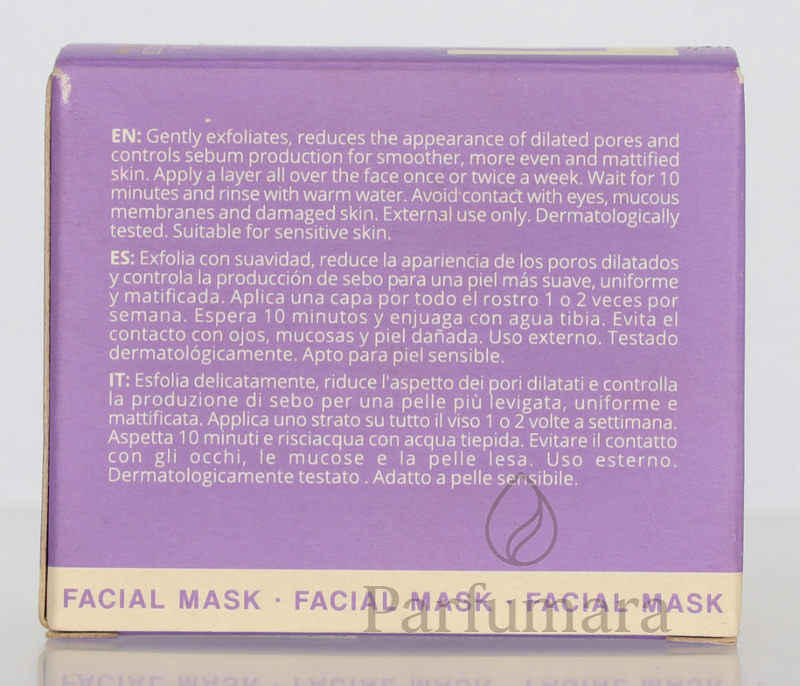 EN: Gently exfoliates, reduces the appearance of dilated pores and
controls sebum production for smoother, more even and mattified
skin. Apply a layer all over the face once or twice a week. Wait for 10
minutes and rinse with warm water. Avoid contact with eyes, mucous
membranes and damaged skin. External use only. Dermatologically
tested. Suitable for sensitive skin.
ES: Exfolia con suavidad, reduce la apariencia de los poros dilatados
y controla la producción de sebo para una piel más suave, uniforme
y matificada. Aplica una capa por todo el rostro 1 o 2 veces por
semana. Espera 10 minutos y enjuaga con agua tibia. Evita el
contacto con ojos, mucosas y piel dañada. Uso externo. Testado
dermatológicamente. Apto para piel sensible.
IT: Esfolia delicatamente, riduce l'aspetto dei pori dilatati e controlla
la produzione di sebo per una pelle più levigata, uniforme e
mattificata. Applica uno strato su tutto il viso 1 o 2 volte a settimana.
Aspetta 10 minuti e risciacqua con acqua tiepida. Evitare il contatto
con gli occhi, le mucose e la pelle lesa. Uso esterno.
Dermatologicamente testato . Adatto a pelle sensibile.
FACIAL MASK · FACIAL MASK · FACIAL MASK
Parfumara